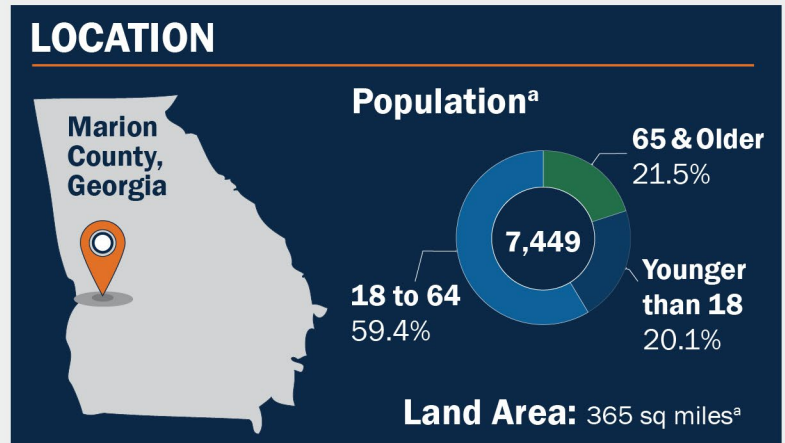 LOCATION
Marion
County,
Georgia
Populationᵃ
65 & Older
21.5%
7,449
18 to 64
59.4%
Younger
than 18
20.1%
Land Area: 365 sq milesᵃ